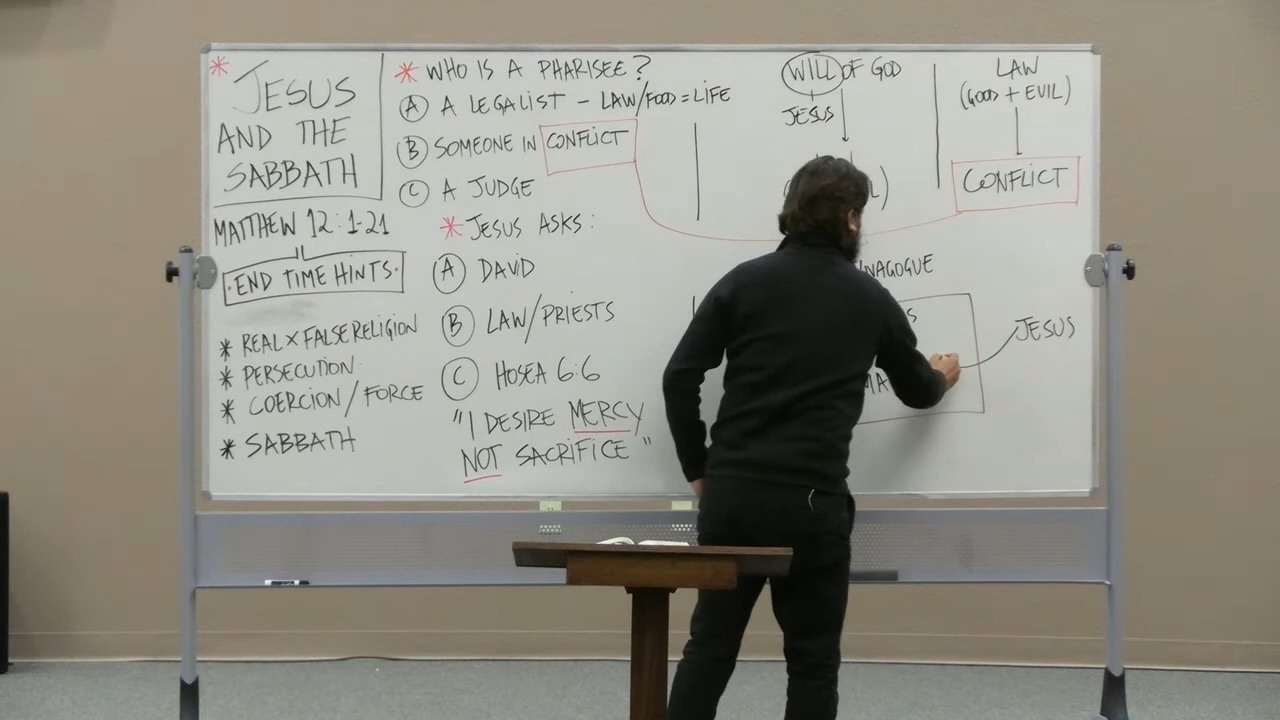 * JESUS
AND THE
SABBATH
MATTHEW 12:1-21
END TIME HINTS.
* REAL × FALSE RELIGION
* PERSECUTION
* COERCION/FORCE
* SABBATH
* WHO IS A PHARISEE?
A A LEGALIST - LAW/FOOD = LIFE
B SOMEONE IN CONFLICT
C A JUDGE
* JESUS ASKS:
A DAVID
B LAW/PRIESTS
C HOSEA 6:6
"I DESIRE MERCY
NOT SACRIFICE"
WILL OF GOD
JESUS
LAW
(GOOD + EVIL)
CONFLICT
JESUS